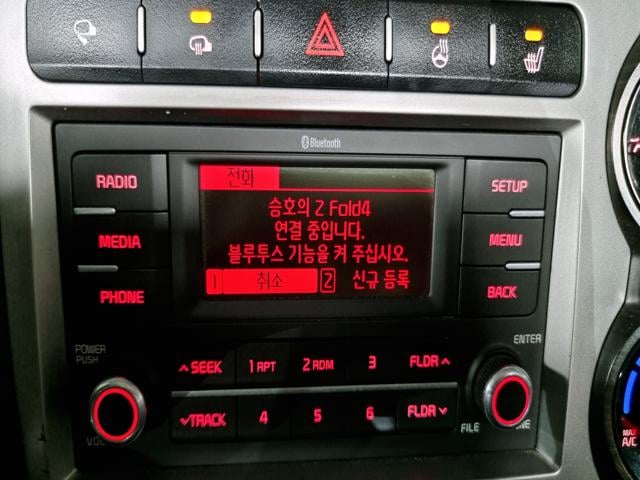 Bluetooth
RADIO
MEDIA
PHONE
전화
승호의 Z Fold4
연결 중입니다.
블루투스 기능을 켜 주십시오.
1 취소 2 신규 등록
SETUP
MENU
BACK
POWER
PUSH
VOL
∧SEEK 1 RPT 2 RDM 3 FLDR∧
∨TRACK 4 5 6 FLDR∨
ENTER
FILE
MAX
A/C